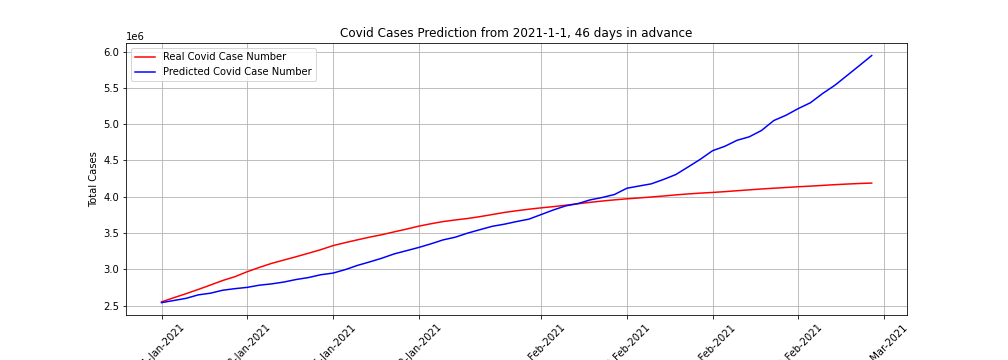 Covid Cases Prediction from 2021-1-1, 46 days in advance
1e6
Real Covid Case Number
Predicted Covid Case Number
6.0
5.5
5.0
4.5
4.0
3.5
3.0
2.5
Total Cases
-Jan-2021
-Jan-2021
-Jan-2021
-Jan-2021
Feb-2021
-Feb-2021
-Feb-2021
-Feb-2021
Mar-2021